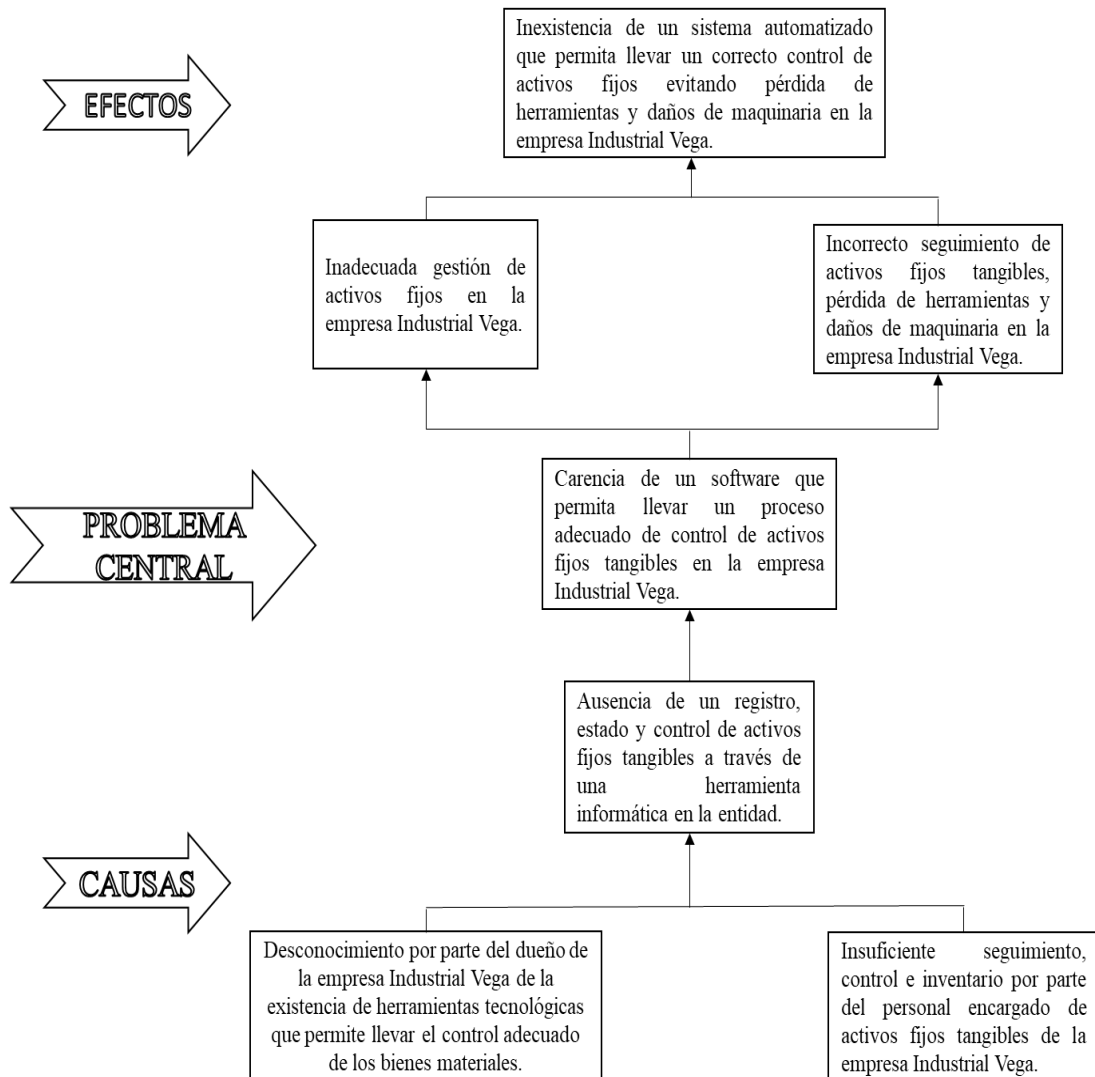 EFECTOS
Inexistencia de un sistema automatizado
que permita llevar un correcto control de
activos fijos evitando pérdida de
herramientas y daños de maquinaria en la
empresa Industrial Vega.
Inadecuada gestión de
activos fijos en la
empresa Industrial Vega.
Incorrecto seguimiento de
activos fijos tangibles,
pérdida de herramientas y
daños de maquinaria en la
empresa Industrial Vega.
PROBLEMA
CENTRAL
Carencia de un software que
permita llevar un proceso
adecuado de control de activos
fijos tangibles en la empresa
Industrial Vega.
Ausencia de un registro,
estado y control de activos
fijos tangibles a través de
una herramienta
informática en la entidad.
CAUSAS
Desconocimiento por parte del dueño de
la empresa Industrial Vega de la
existencia de herramientas tecnológicas
que permite llevar el control adecuado
de los bienes materiales.
Insuficiente seguimiento,
control e inventario por parte
del personal encargado de
activos fijos tangibles de la
empresa Industrial Vega.